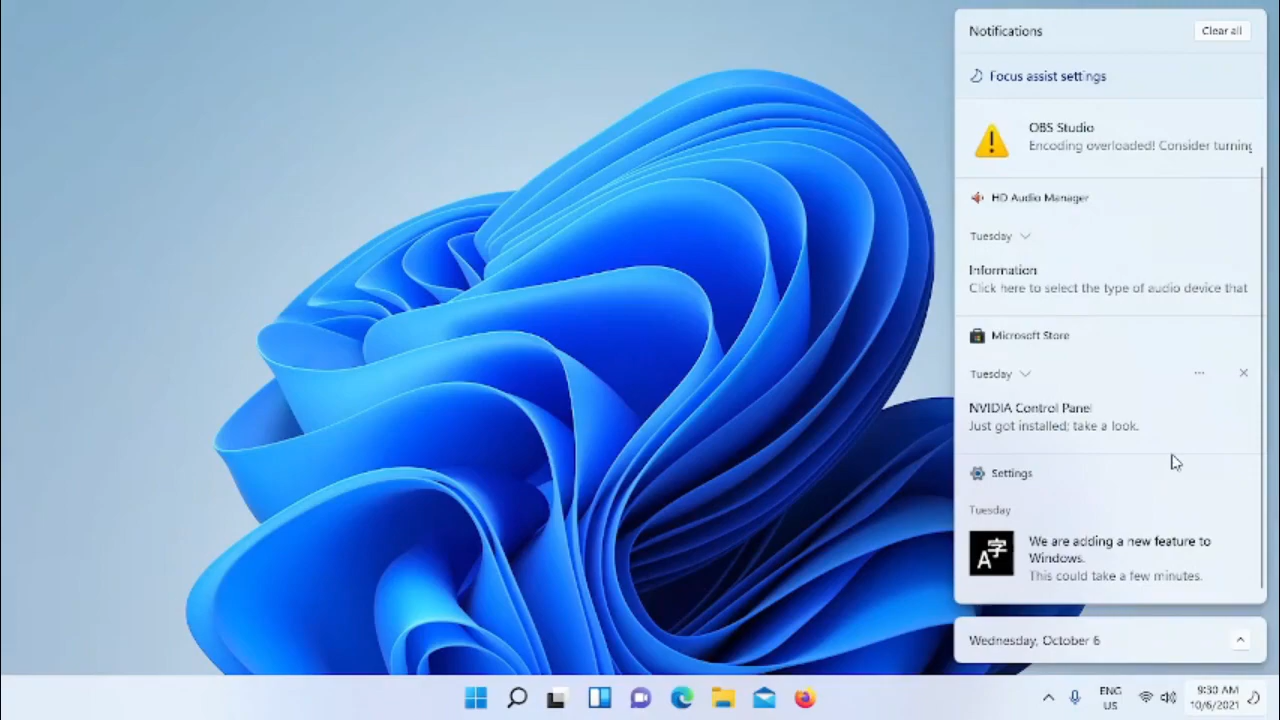 Notifications
Clear all
Focus assist settings
OBS Studio
Encoding overloaded! Consider turning
HD Audio Manager
Tuesday
Information
Click here to select the type of audio device that
Microsoft Store
Tuesday
NVIDIA Control Panel
Just got installed; take a look.
Settings
Tuesday
A字
We are adding a new feature to
Windows.
This could take a few minutes.
Wednesday, October 6
ENG
US
9:30 AM
10/6/2021